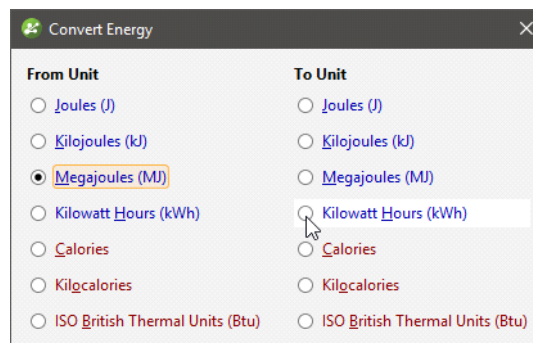 Convert Energy
From Unit
To Unit
Joules (J)
Joules (J)
Kilojoules (kJ)
Kilojoules (kJ)
Megajoules (MJ)
Megajoules (MJ)
Kilowatt Hours (kWh)
Kilowatt Hours (kWh)
Calories
Calories
Kilocalories
Kilocalories
ISO British Thermal Units (Btu)
ISO British Thermal Units (Btu)